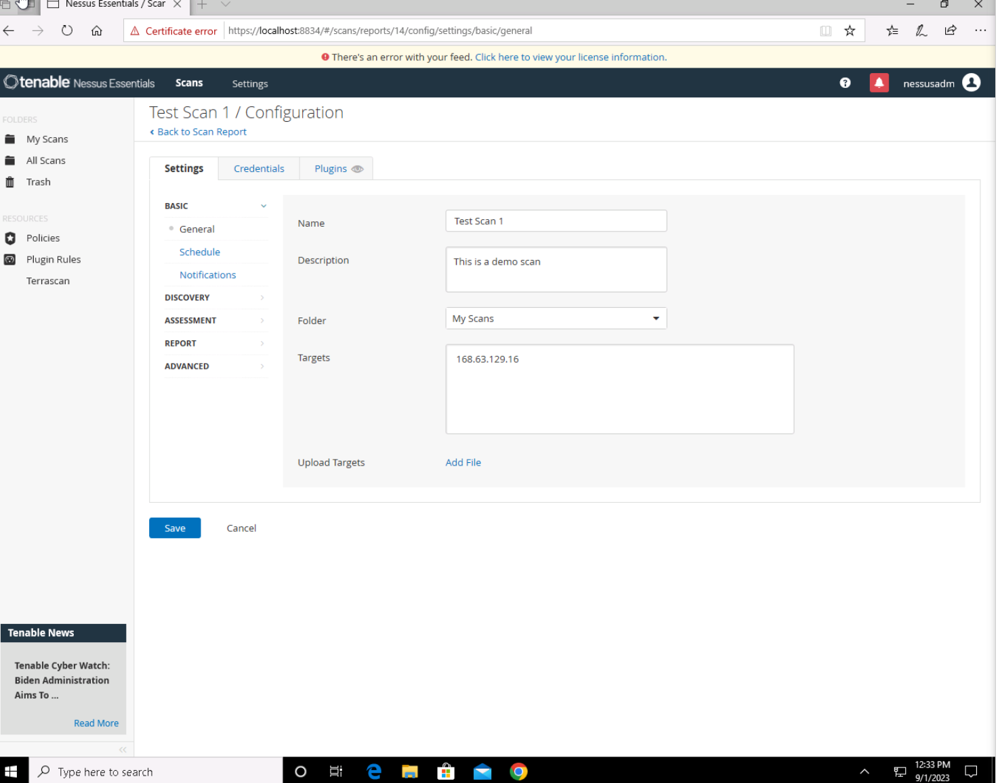 Nessus Essentials / Scar
Certificate error
https://localhost:8834/#/scans/reports/14/config/settings/basic/general
There's an error with your feed. Click here to view your license information.
tenable Nessus Essentials
Scans
Settings
nessusadm
FOLDERS
My Scans
All Scans
Trash
RESOURCES
Policies
Plugin Rules
Terrascan
Test Scan 1 / Configuration
Back to Scan Report
Settings
Credentials
Plugins
BASIC
General
Schedule
Notifications
DISCOVERY
ASSESSMENT
REPORT
ADVANCED
Name
Test Scan 1
Description
This is a demo scan
Folder
My Scans
Targets
168.63.129.16
Upload Targets
Add File
Save
Cancel
Tenable News
Tenable Cyber Watch:
Biden Administration
Aims To ...
Read More
Type here to search
12:33 PM
9/1/2023